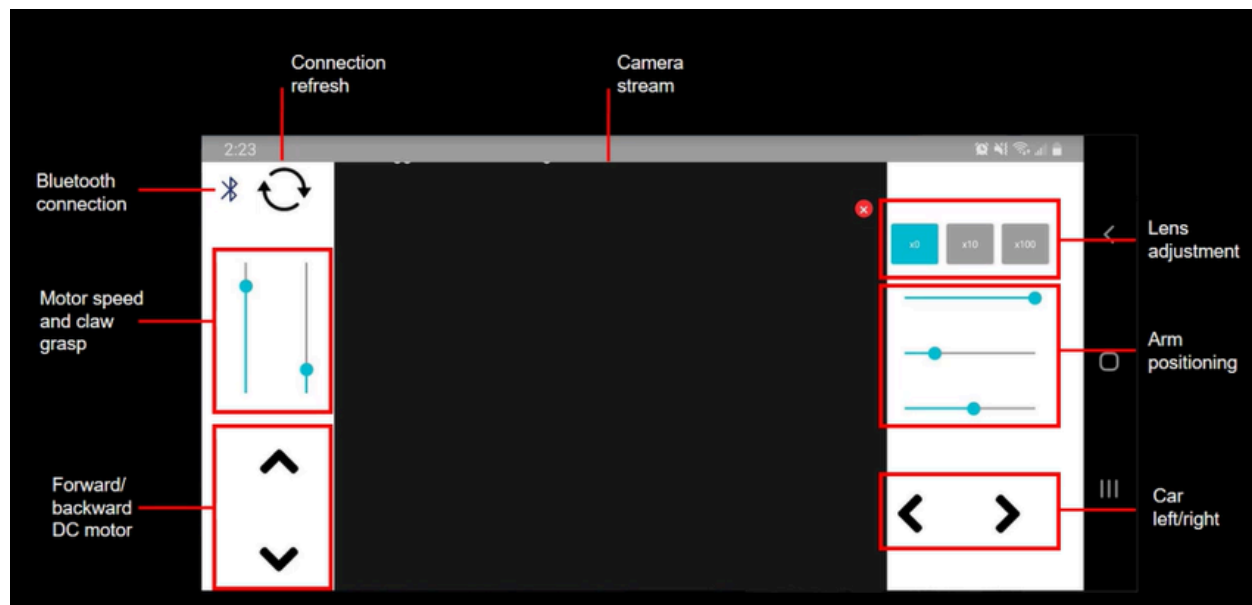 Connection
refresh
Camera
stream
2:23
Bluetooth
connection
Lens
adjustment
x0 x10 x100
Motor speed
and claw
grasp
Arm
positioning
Forward/
backward
DC motor
Car
left/right